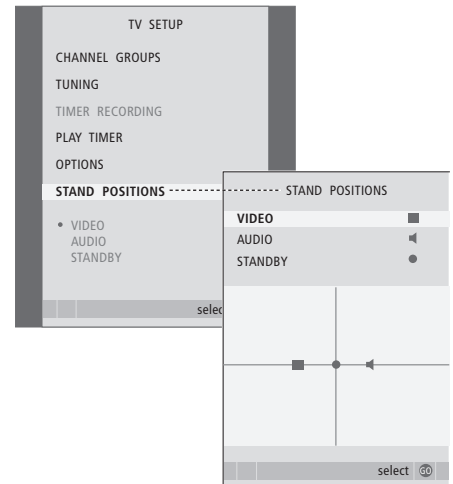 TV SETUP
CHANNEL GROUPS
TUNING
TIMER RECORDING
PLAY TIMER
OPTIONS
STAND POSITIONS
• VIDEO
AUDIO
STANDBY
selec
STAND POSITIONS
VIDEO
AUDIO
STANDBY
select GO